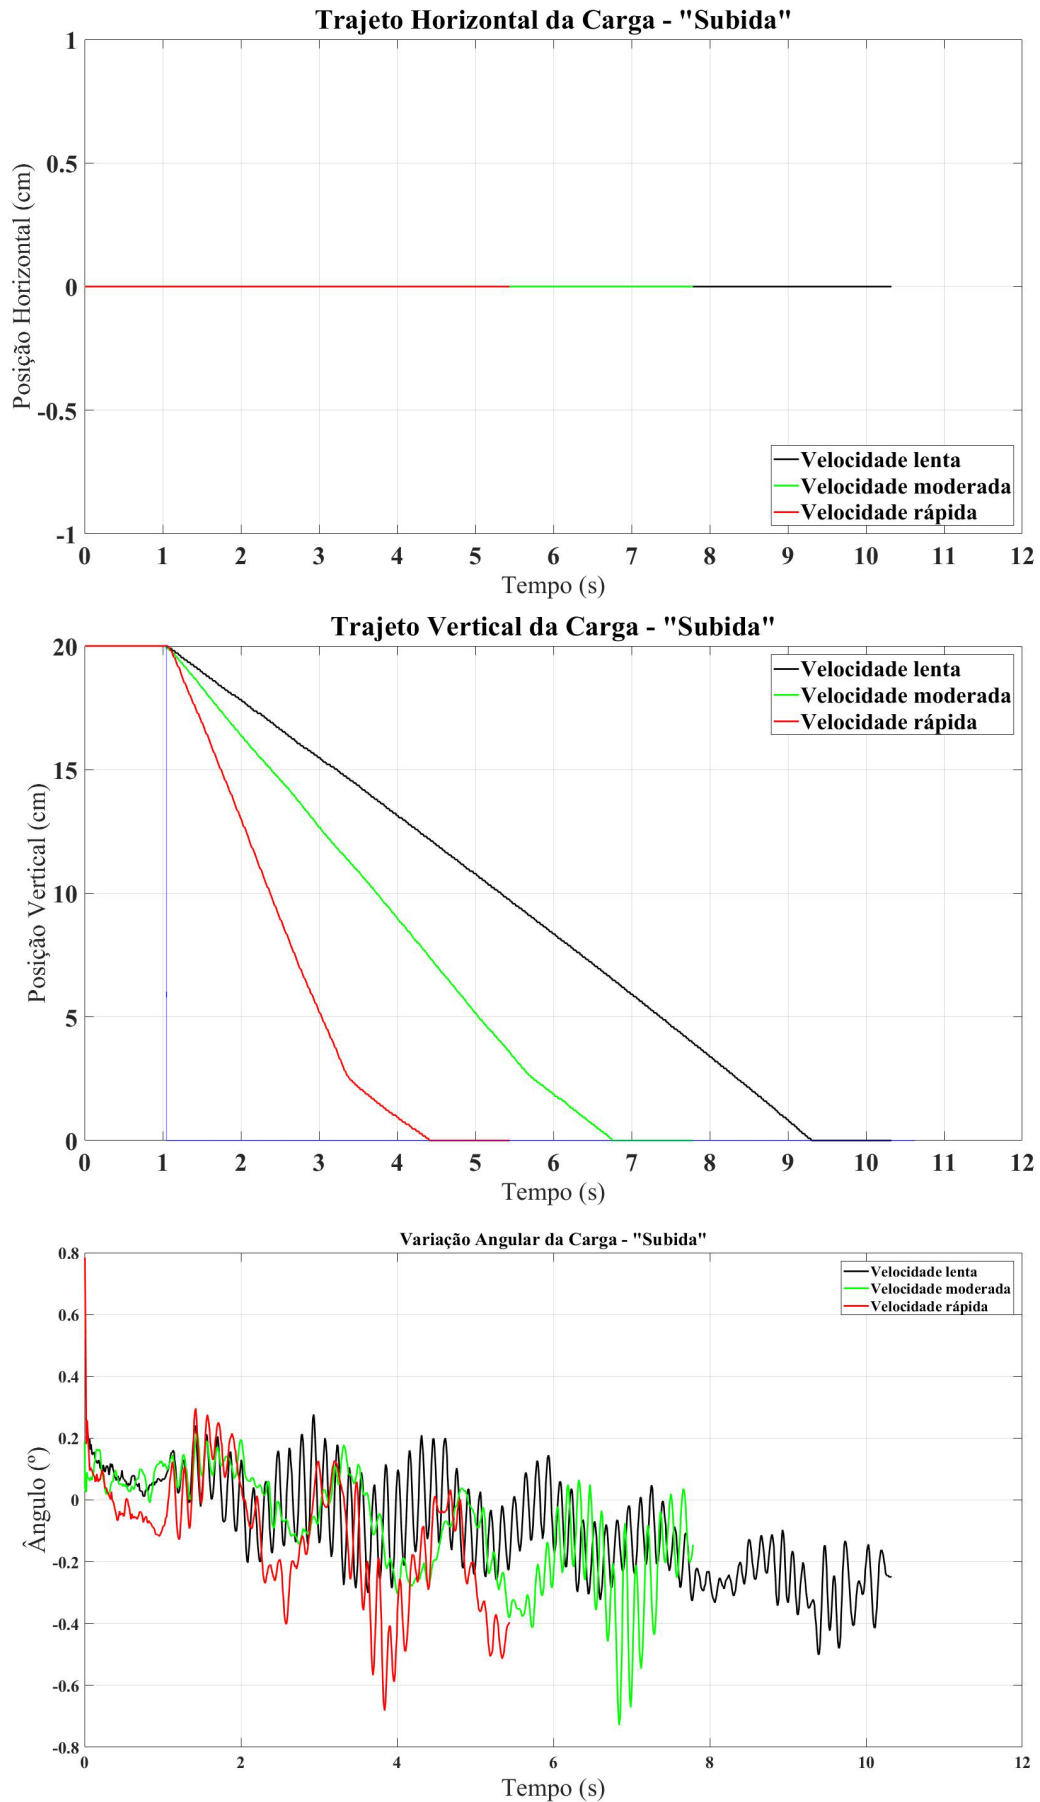 Trajeto Horizontal da Carga - "Subida"
1
0.5
0
-0.5
-1
Posição Horizontal (cm)
Velocidade lenta
Velocidade moderada
Velocidade rápida
0 1 2 3 4 5 6 7 8 9 10 11 12
Tempo (s)
Trajeto Vertical da Carga - "Subida"
20
15
10
5
0
Posição Vertical (cm)
Velocidade lenta
Velocidade moderada
Velocidade rápida
0 1 2 3 4 5 6 7 8 9 10 11 12
Tempo (s)
Variação Angular da Carga - "Subida"
0.8
0.6
0.4
0.2
0
-0.2
-0.4
-0.6
-0.8
Ângulo (º)
Velocidade lenta
Velocidade moderada
Velocidade rápida
0 2 4 6 8 10 12
Tempo (s)